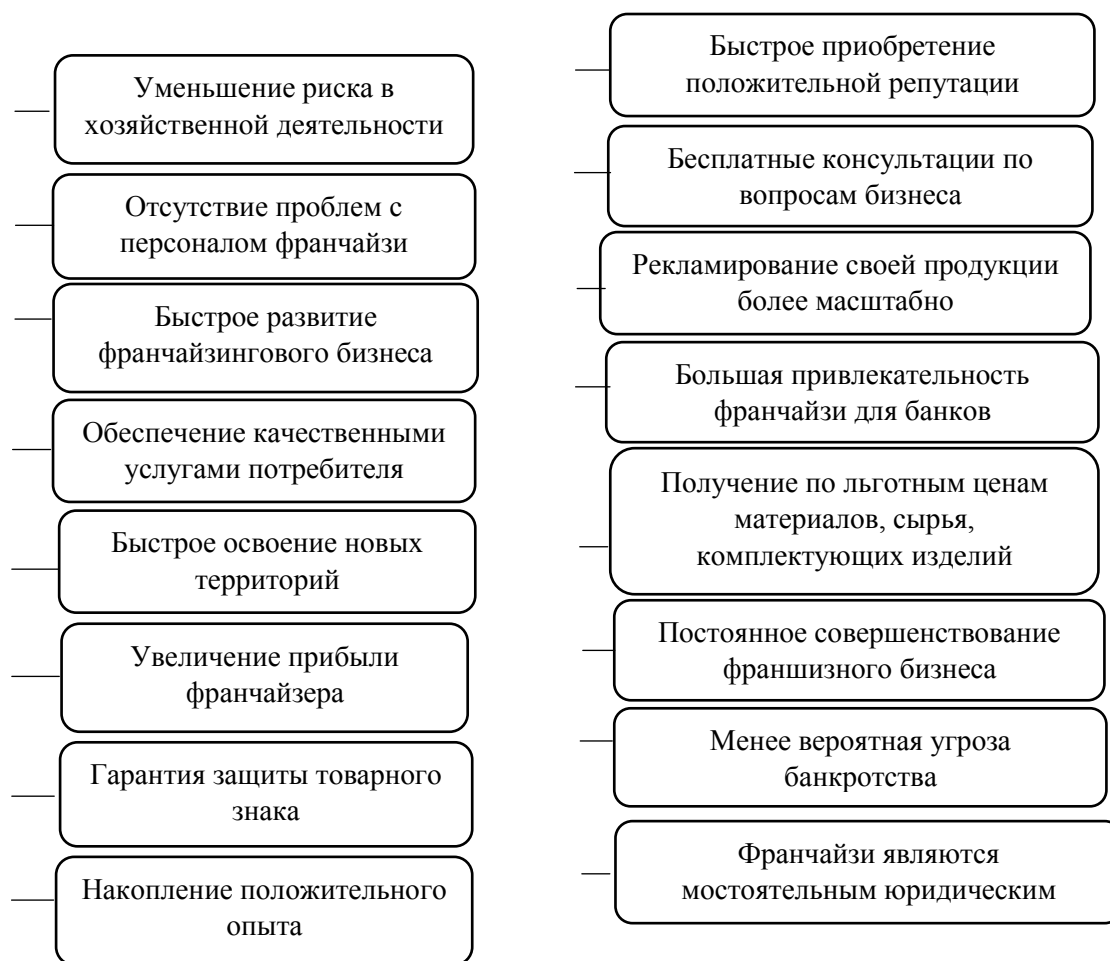 Уменьшение риска в
хозяйственной деятельности
Отсутствие проблем с
персоналом франчайзи
Быстрое развитие
франчайзингового бизнеса
Обеспечение качественными
услугами потребителя
Быстрое освоение новых
территорий
Увеличение прибыли
франчайзера
Гарантия защиты товарного
знака
Накопление положительного
опыта
Быстрое приобретение
положительной репутации
Бесплатные консультации по
вопросам бизнеса
Рекламирование своей продукции
более масштабно
Большая привлекательность
франчайзи для банков
Получение по льготным ценам
материалов, сырья,
комплектующих изделий
Постоянное совершенствование
франшизного бизнеса
Менее вероятная угроза
банкротства
Франчайзи являются
мостоятельным юридическим